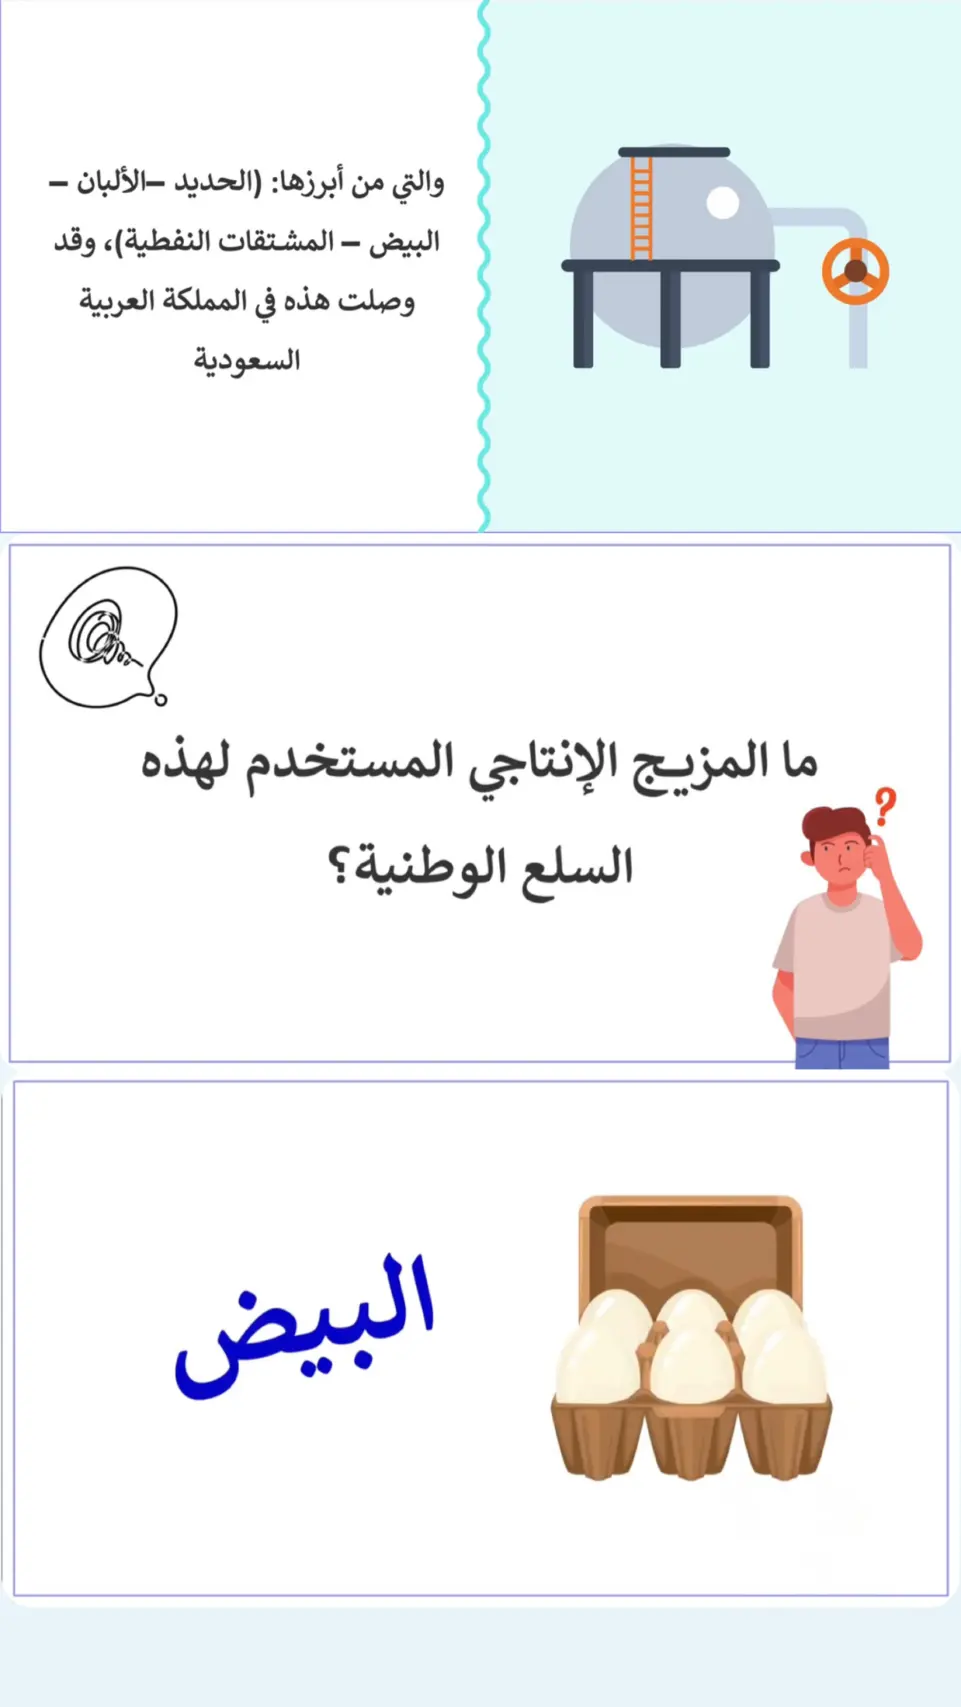 والتي من أبرزها: (الحديد –الألبان –
البيض – المشتقات النفطية)، وقد
وصلت هذه في المملكة العربية
السعودية
ما المزيج الإنتاجي المستخدم لهذه
السلع الوطنية؟
?
البيض